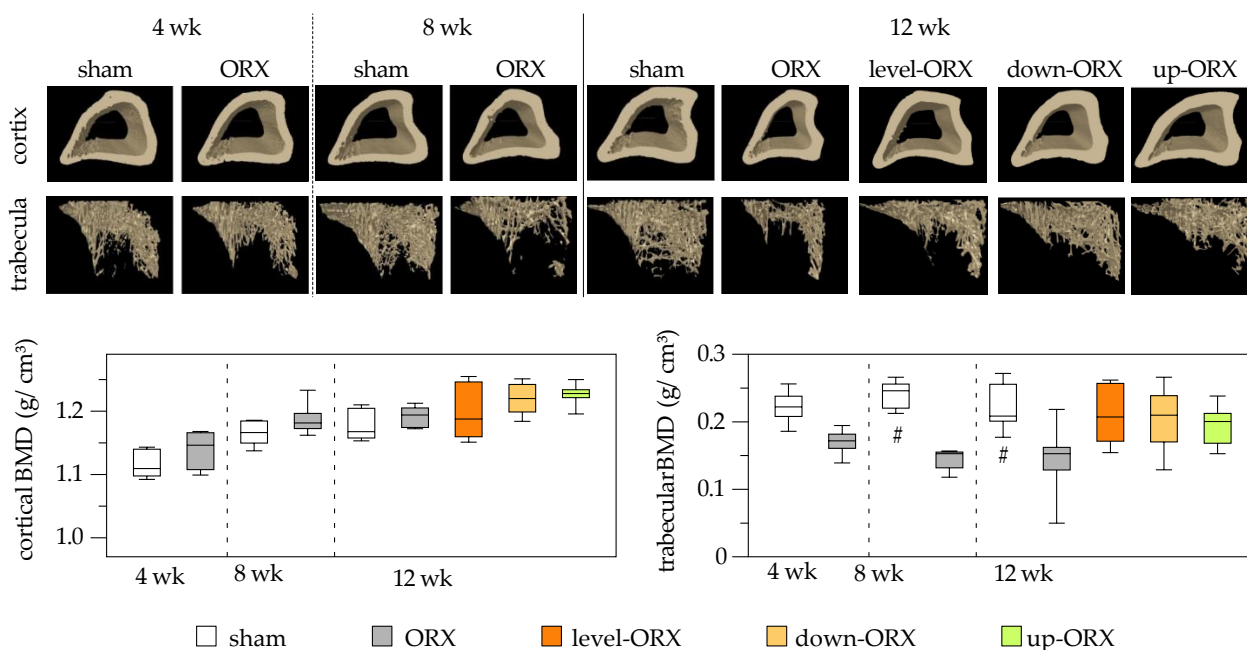 4 wk 8 wk 12 wk
sham ORX sham ORX sham ORX level-ORX down-ORX up-ORX
cortix
trabecula
cortical BMD (g/ cm³)
1.2
1.1
1.0
4 wk 8 wk 12 wk
trabecular BMD (g/ cm³)
0.3
0.2
0.1
0
# #
4 wk 8 wk 12 wk
sham ORX level-ORX down-ORX up-ORX